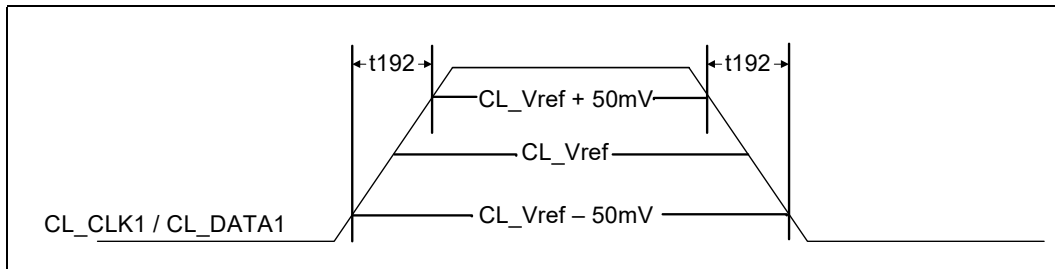 t192 t192
CL_Vref + 50mV
CL_Vref
CL_Vref – 50mV
CL_CLK1 / CL_DATA1